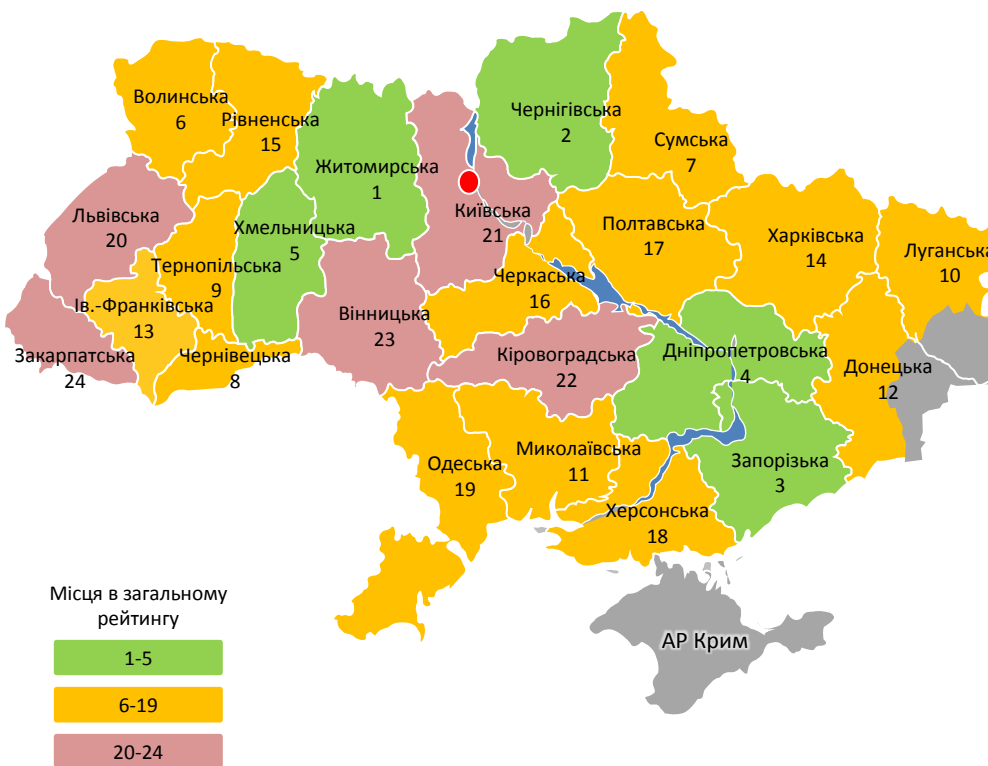 Волинська
6
Рівненська
15
Житомирська
1
Чернігівська
2
Сумська
7
Львівська
20
Хмельницька
5
Київська
21
Полтавська
17
Харківська
14
Луганська
10
Тернопільська
9
Ів.-Франківська
13
Черкаська
16
Вінницька
23
Закарпатська
24
Чернівецька
8
Кіровоградська
22
Дніпропетровська
4
Донецька
12
Одеська
19
Миколаївська
11
Запорізька
3
Херсонська
18
АР Крим
Місця в загальному
рейтингу
1-5
6-19
20-24